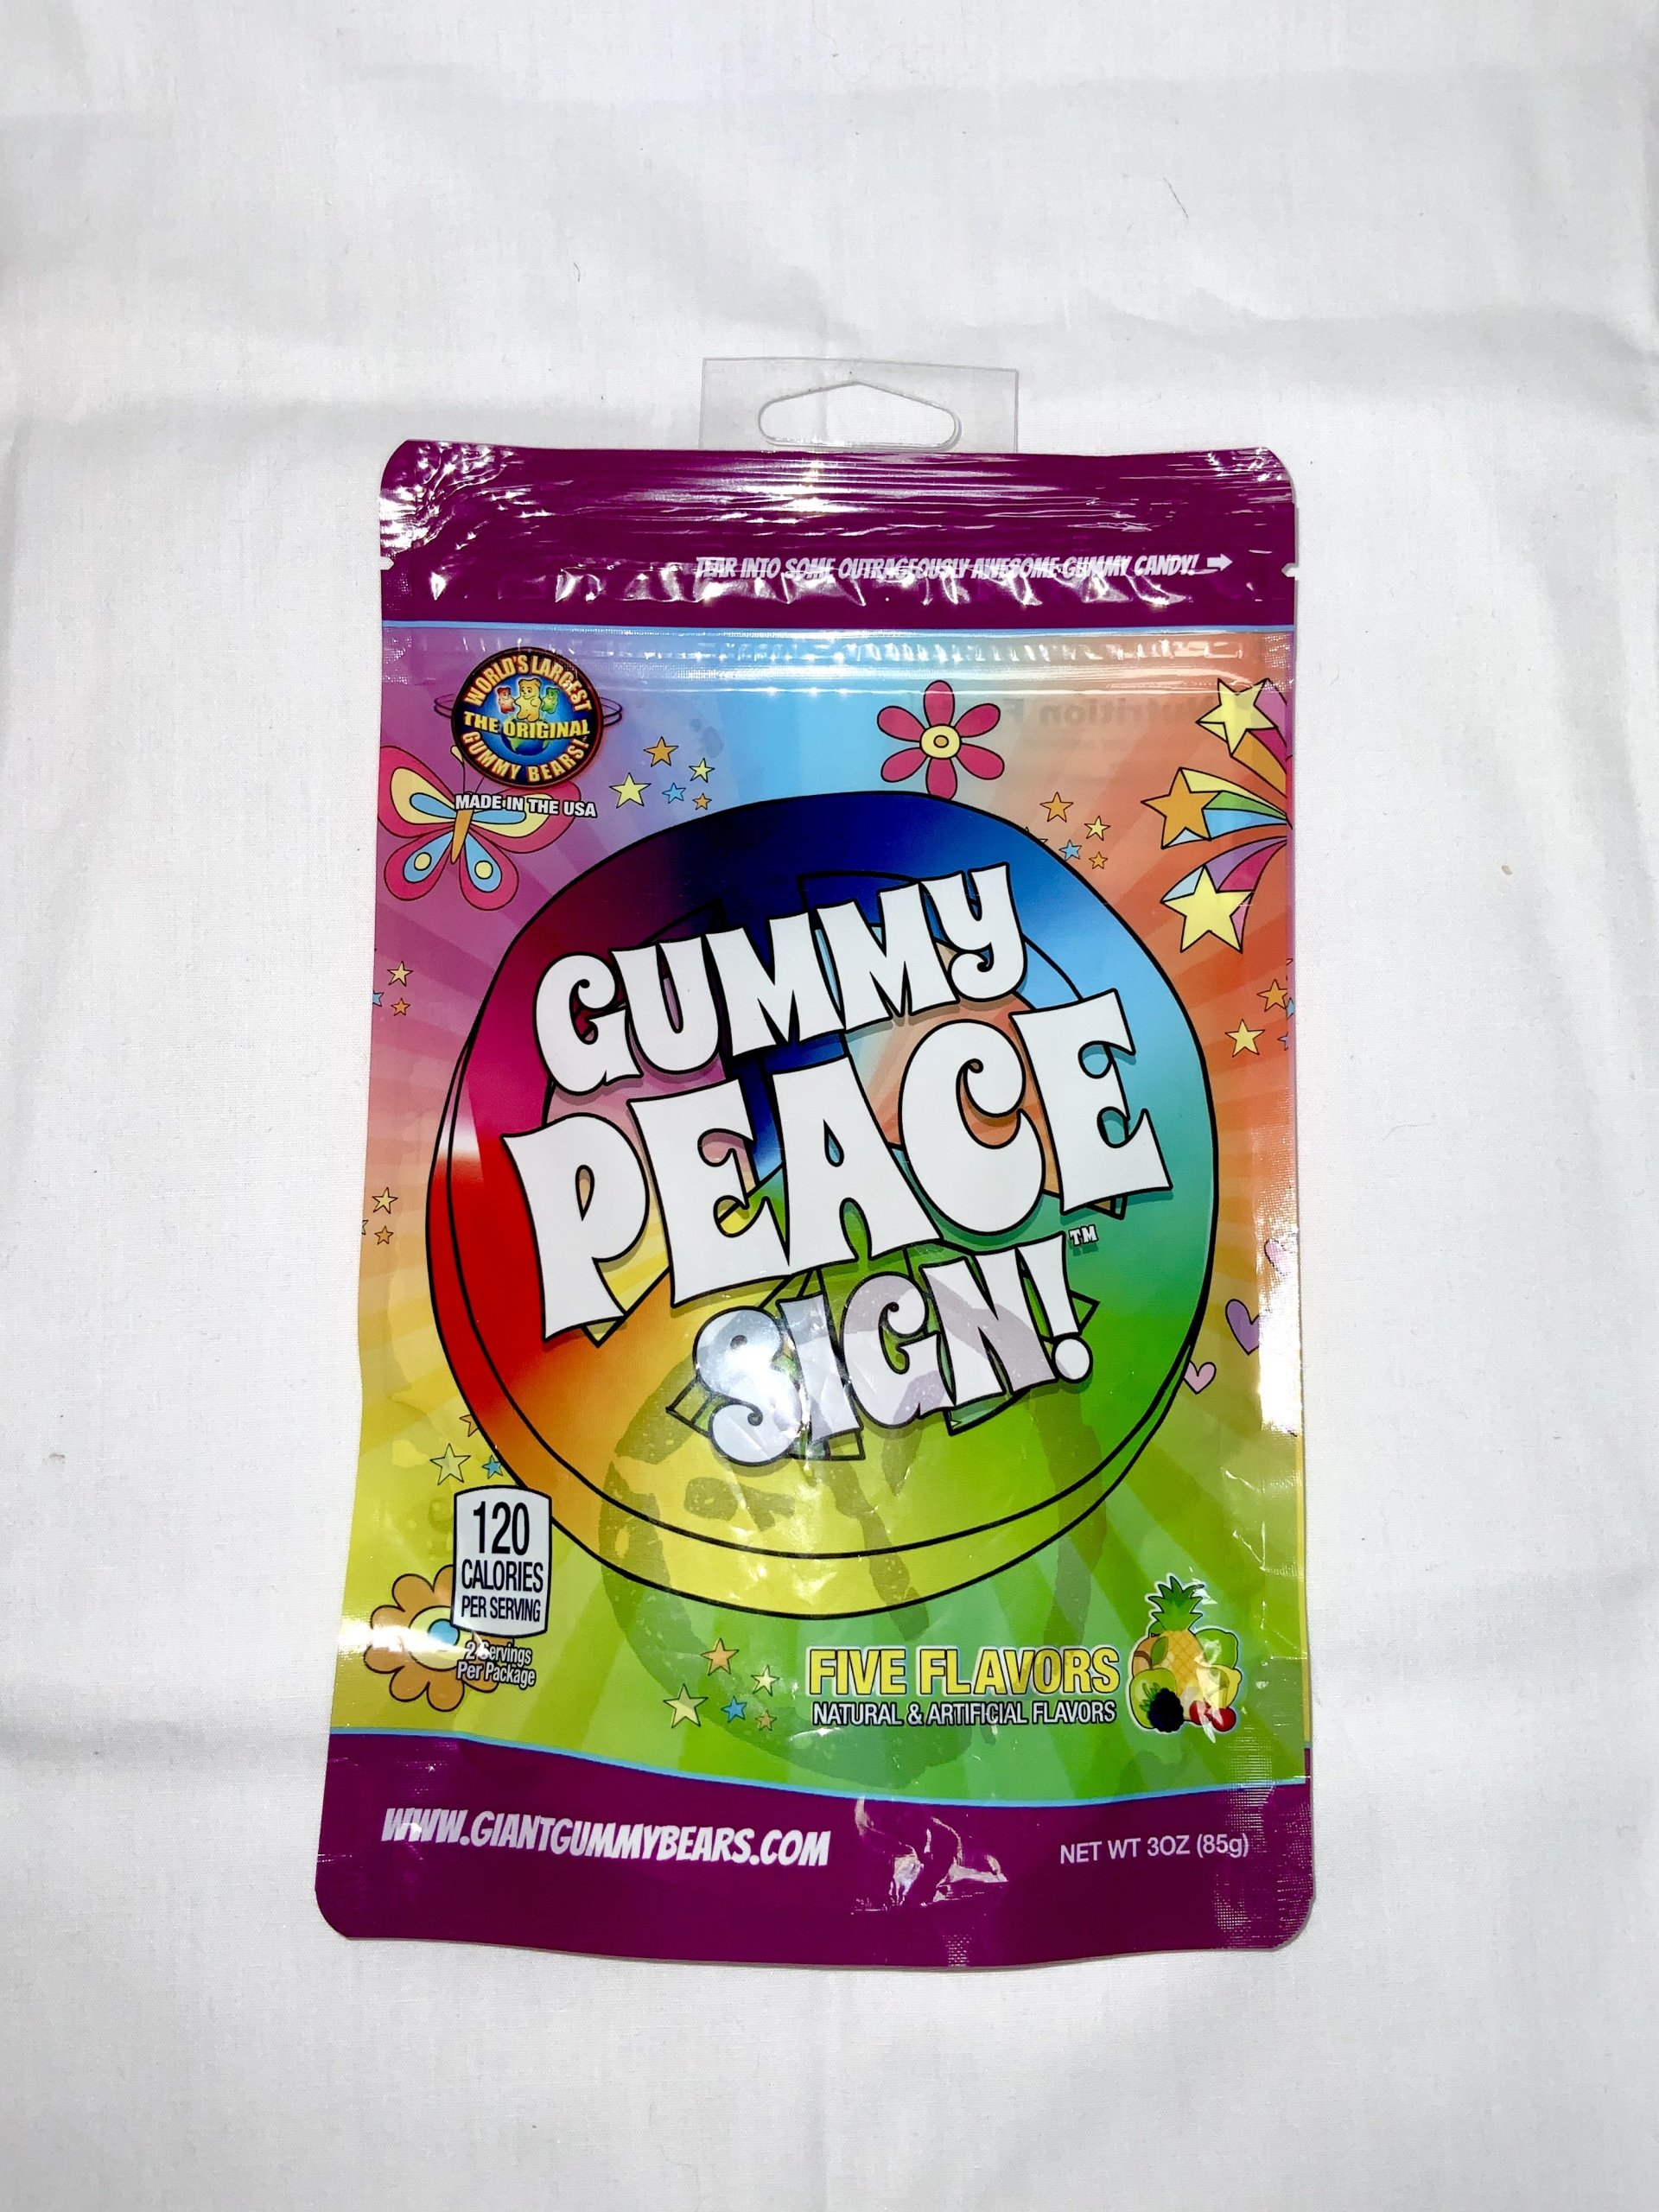 TEAR INTO SOME OUTRAGEOUSLY AWESOME GUMMY CANDY!
WORLD'S LARGEST
THE ORIGINAL
GUMMY BEARS!
MADE IN THE USA
Nutrition F
GUMMY
PEACE
SIGN!™
120
CALORIES
PER SERVING
2 Servings
Per Package
FIVE FLAVORS
NATURAL & ARTIFICIAL FLAVORS
WWW.GIANTGUMMYBEARS.COM
NET WT 3OZ (85g)